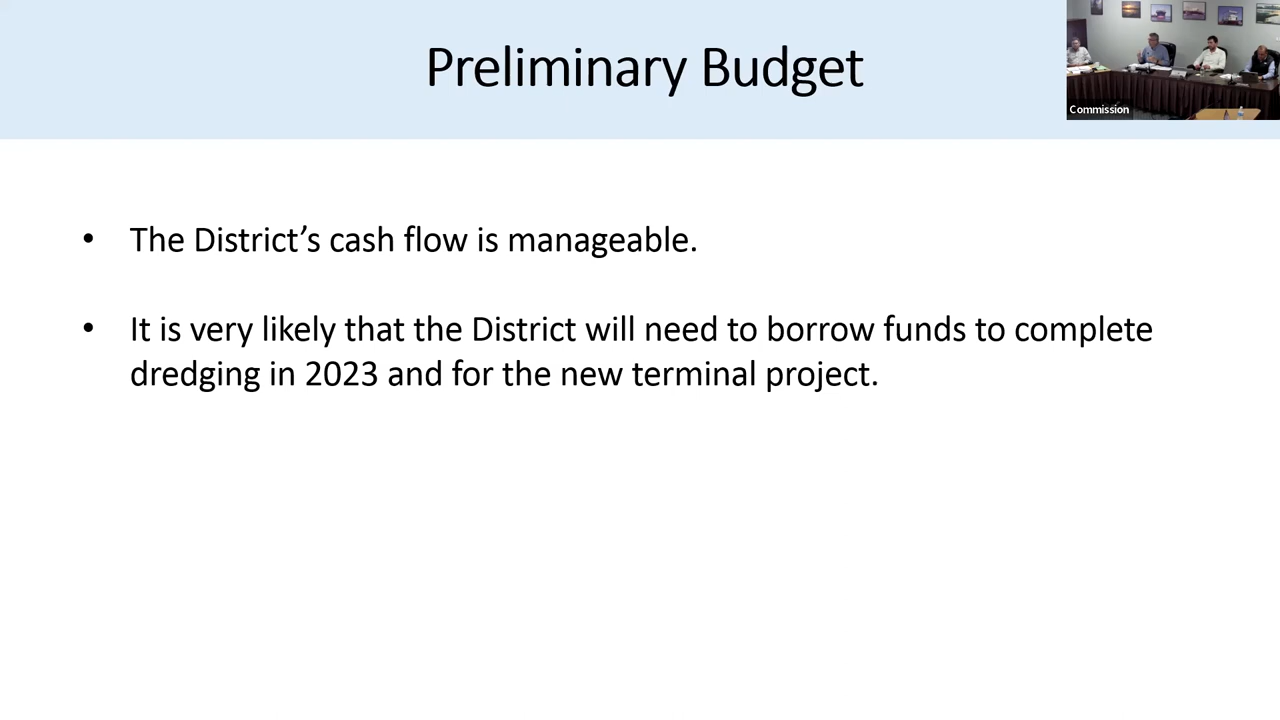 Preliminary Budget
Commission
• The District’s cash flow is manageable.
• It is very likely that the District will need to borrow funds to complete
dredging in 2023 and for the new terminal project.